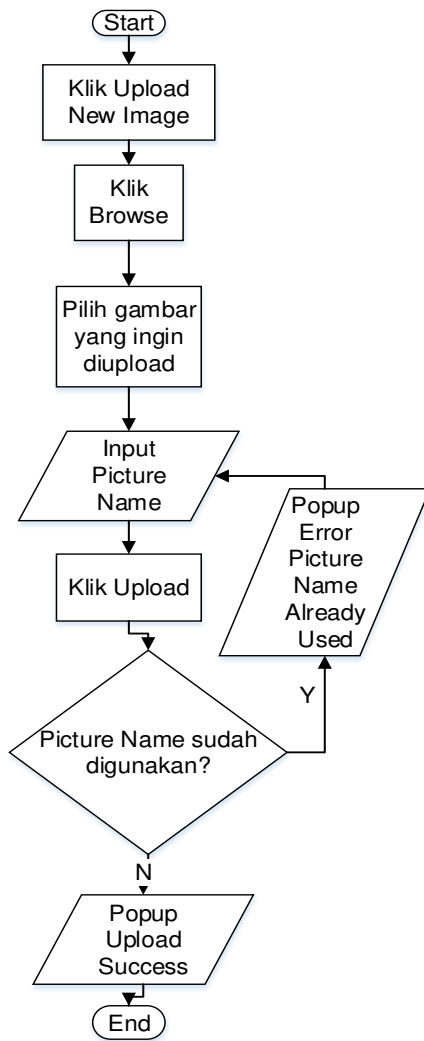 Start
Klik Upload
New Image
Klik
Browse
Pilih gambar
yang ingin
diupload
Input
Picture
Name
Popup
Error
Picture
Name
Already
Used
Klik Upload
Y
Picture Name sudah
digunakan?
N
Popup
Upload
Success
End